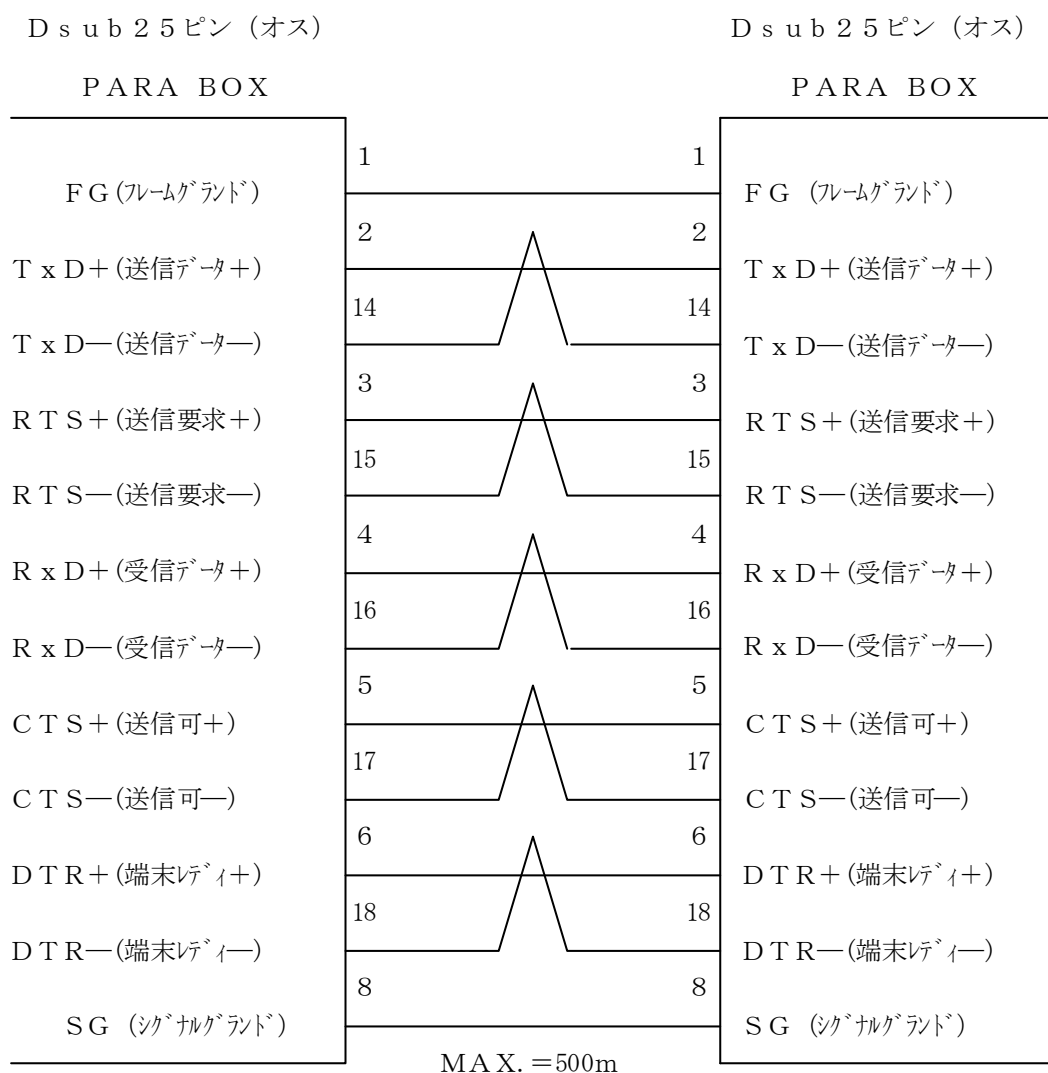 Ｄｓｕｂ２５ピン（オス） Ｄｓｕｂ２５ピン（オス）
ＰＡＲＡ ＢＯＸ ＰＡＲＡ ＢＯＸ
１ １
ＦＧ(ﾌﾚｰﾑｸﾞﾗﾝﾄﾞ) ＦＧ (ﾌﾚｰﾑｸﾞﾗﾝﾄﾞ)
２ ２
ＴｘＤ＋(送信ﾃﾞｰﾀ＋) ＴｘＤ＋(送信ﾃﾞｰﾀ＋)
14 14
ＴｘＤ―(送信ﾃﾞｰﾀ―) ＴｘＤ―(送信ﾃﾞｰﾀ―)
３ ３
ＲＴＳ＋(送信要求＋) ＲＴＳ＋(送信要求＋)
15 15
ＲＴＳ―(送信要求―) ＲＴＳ―(送信要求―)
４ ４
ＲｘＤ＋(受信ﾃﾞｰﾀ＋) ＲｘＤ＋(受信ﾃﾞｰﾀ＋)
16 16
ＲｘＤ―(受信ﾃﾞｰﾀ―) ＲｘＤ―(受信ﾃﾞｰﾀ―)
５ ５
ＣＴＳ＋(送信可＋) ＣＴＳ＋(送信可＋)
17 17
ＣＴＳ―(送信可―) ＣＴＳ―(送信可―)
６ ６
ＤＴＲ＋(端末ﾚﾃﾞｨ＋) ＤＴＲ＋(端末ﾚﾃﾞｨ＋)
18 18
ＤＴＲ―(端末ﾚﾃﾞｨ―) ＤＴＲ―(端末ﾚﾃﾞｨ―)
８ ８
ＳＧ (ｼｸﾞﾅﾙｸﾞﾗﾝﾄﾞ) ＳＧ (ｼｸﾞﾅﾙｸﾞﾗﾝﾄﾞ)
ＭＡＸ.＝500m